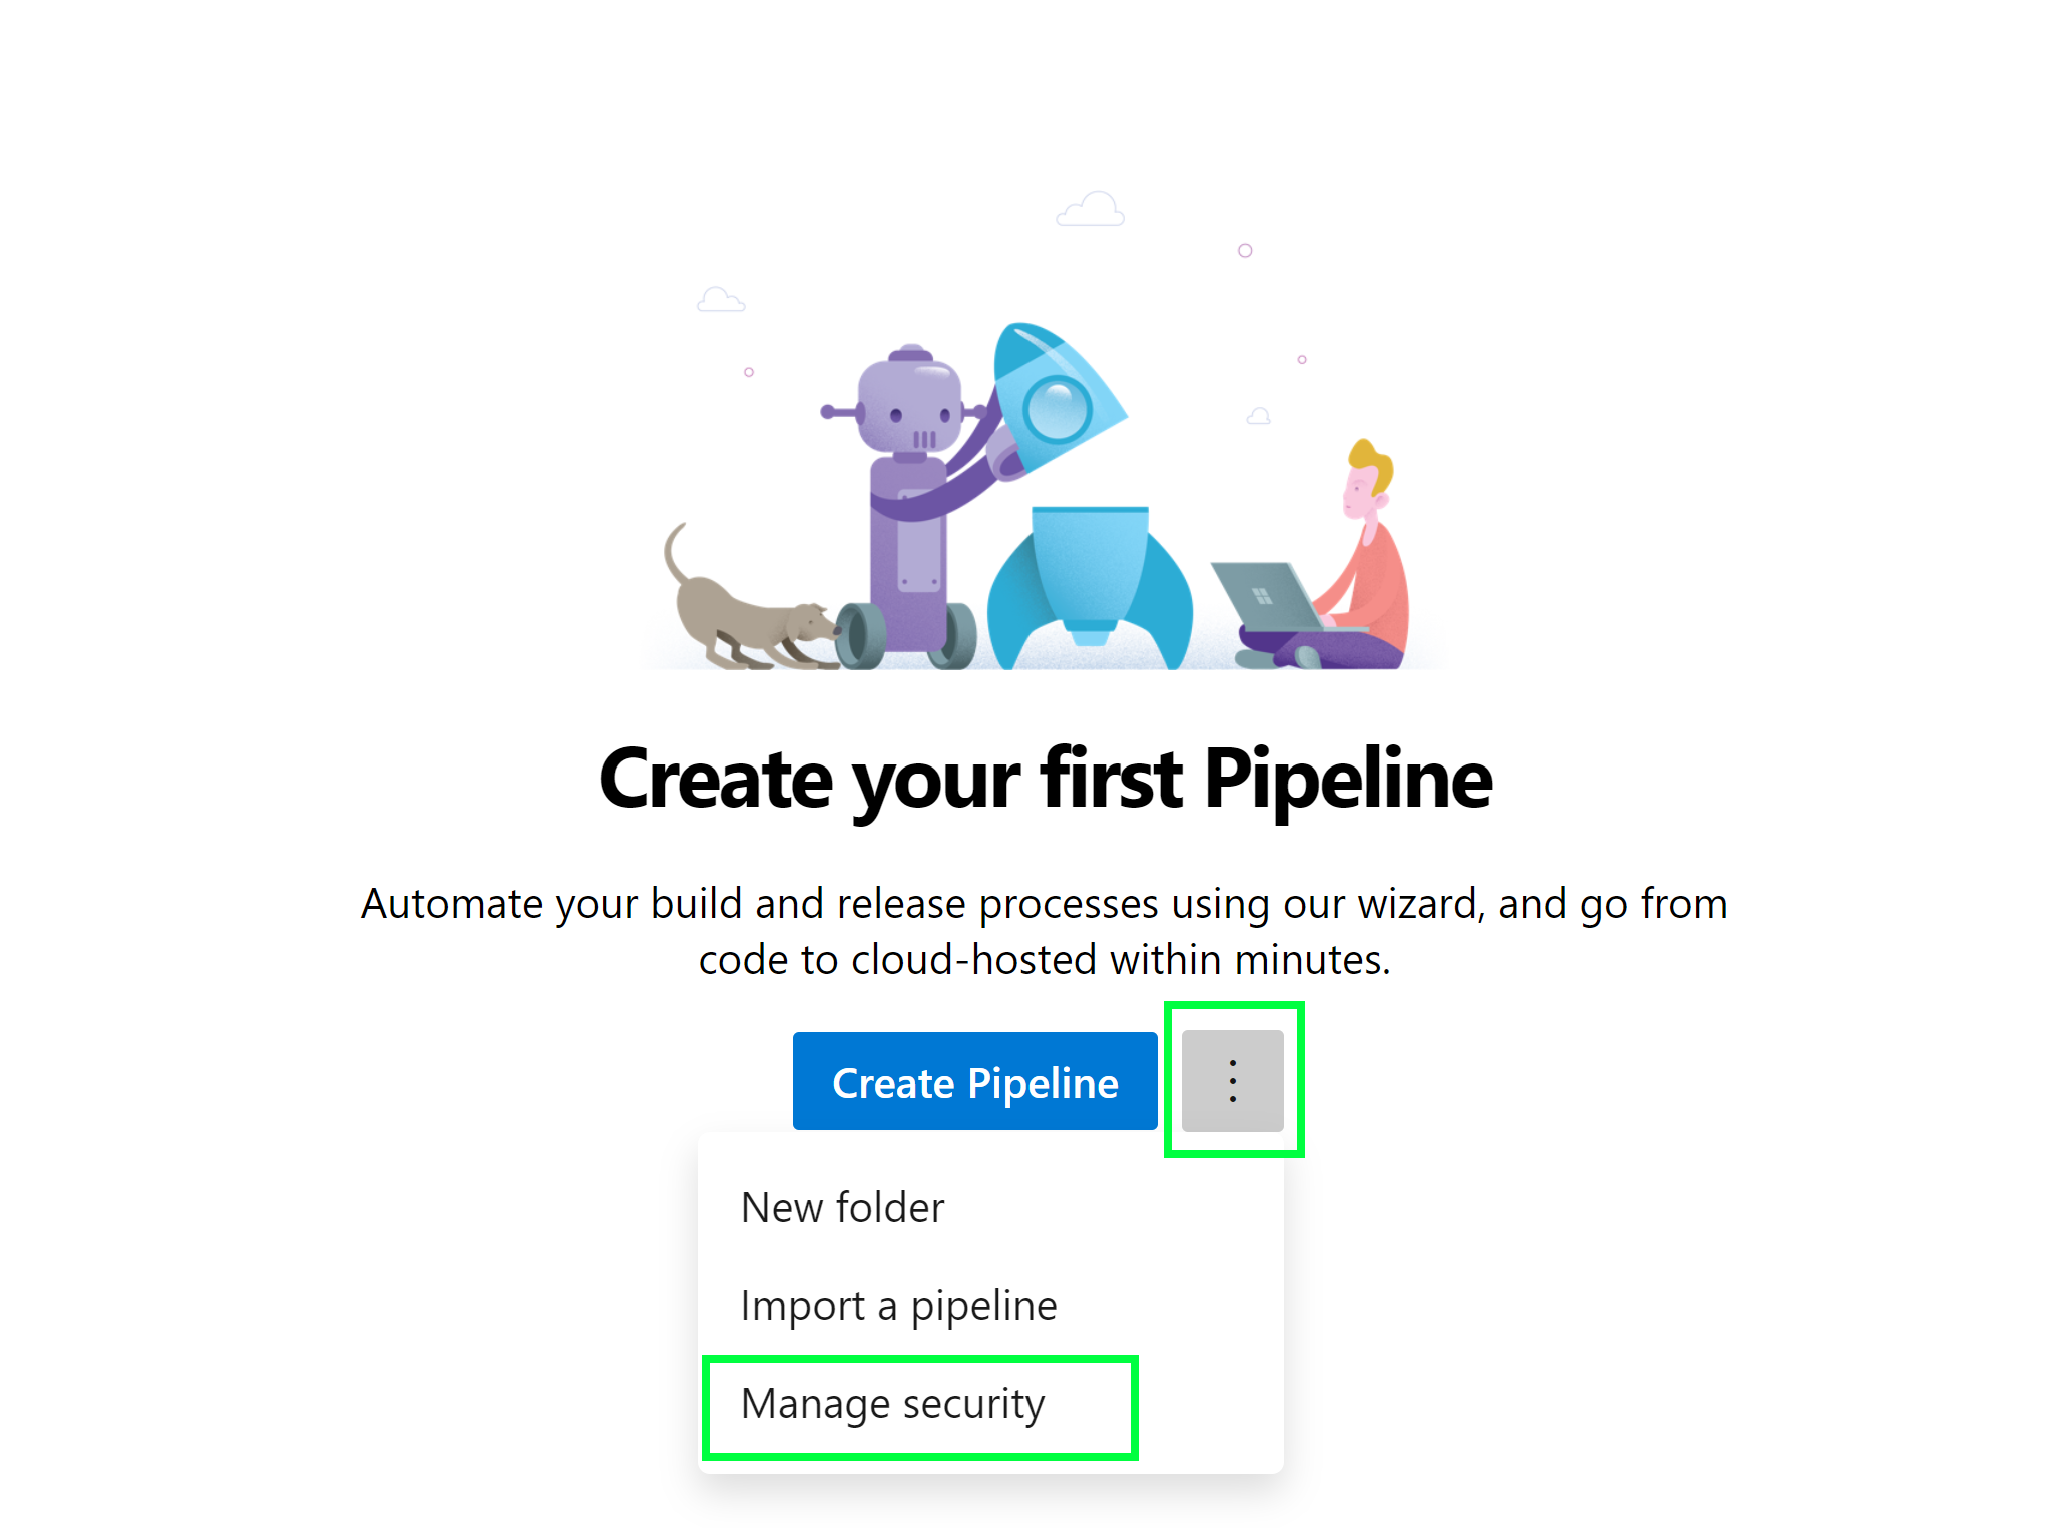 Create your first Pipeline
Automate your build and release processes using our wizard, and go from
code to cloud-hosted within minutes.
Create Pipeline
New folder
Import a pipeline
Manage security